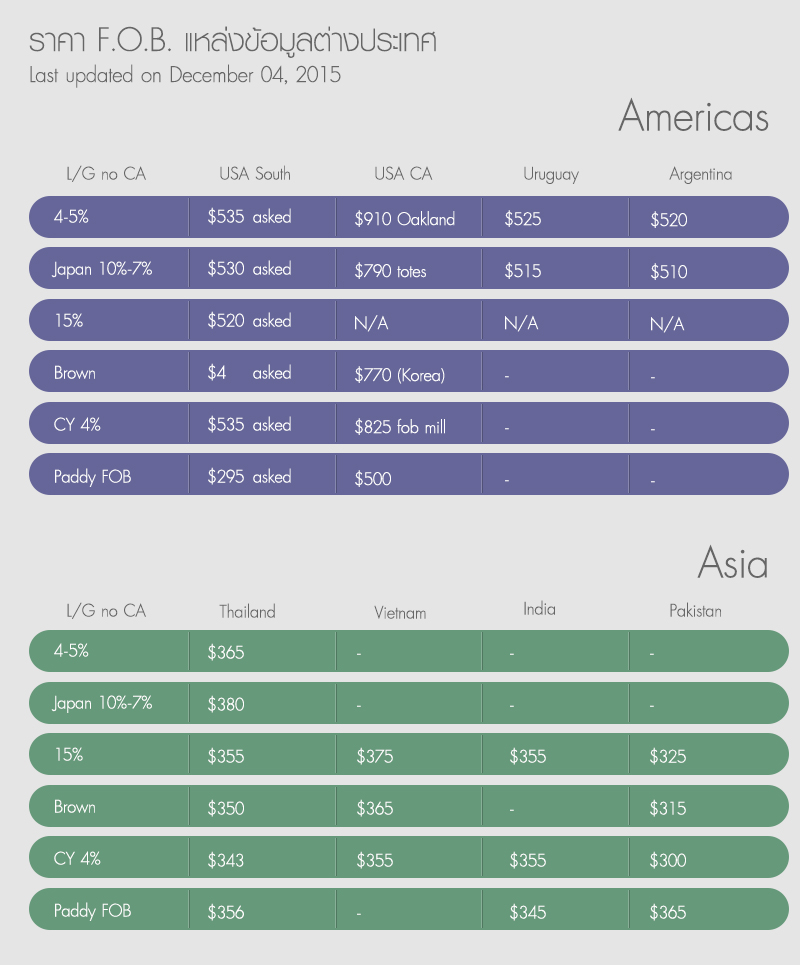 ราคา F.O.B. แหล่งข้อมูลต่างประเทศ
Last updated on December 04, 2015
Americas
L/G no CA USA South USA CA Uruguay Argentina
4-5% $535 asked $910 Oakland $525 $520
Japan 10%-7% $530 asked $790 totes $515 $510
15% $520 asked N/A N/A N/A
Brown $4 asked $770 (Korea) - -
CY 4% $535 asked $825 fob mill - -
Paddy FOB $295 asked $500 - -
Asia
L/G no CA Thailand Vietnam India Pakistan
4-5% $365 - - -
Japan 10%-7% $380 - - -
15% $355 $375 $355 $325
Brown $350 $365 - $315
CY 4% $343 $355 $355 $300
Paddy FOB $356 - $345 $365